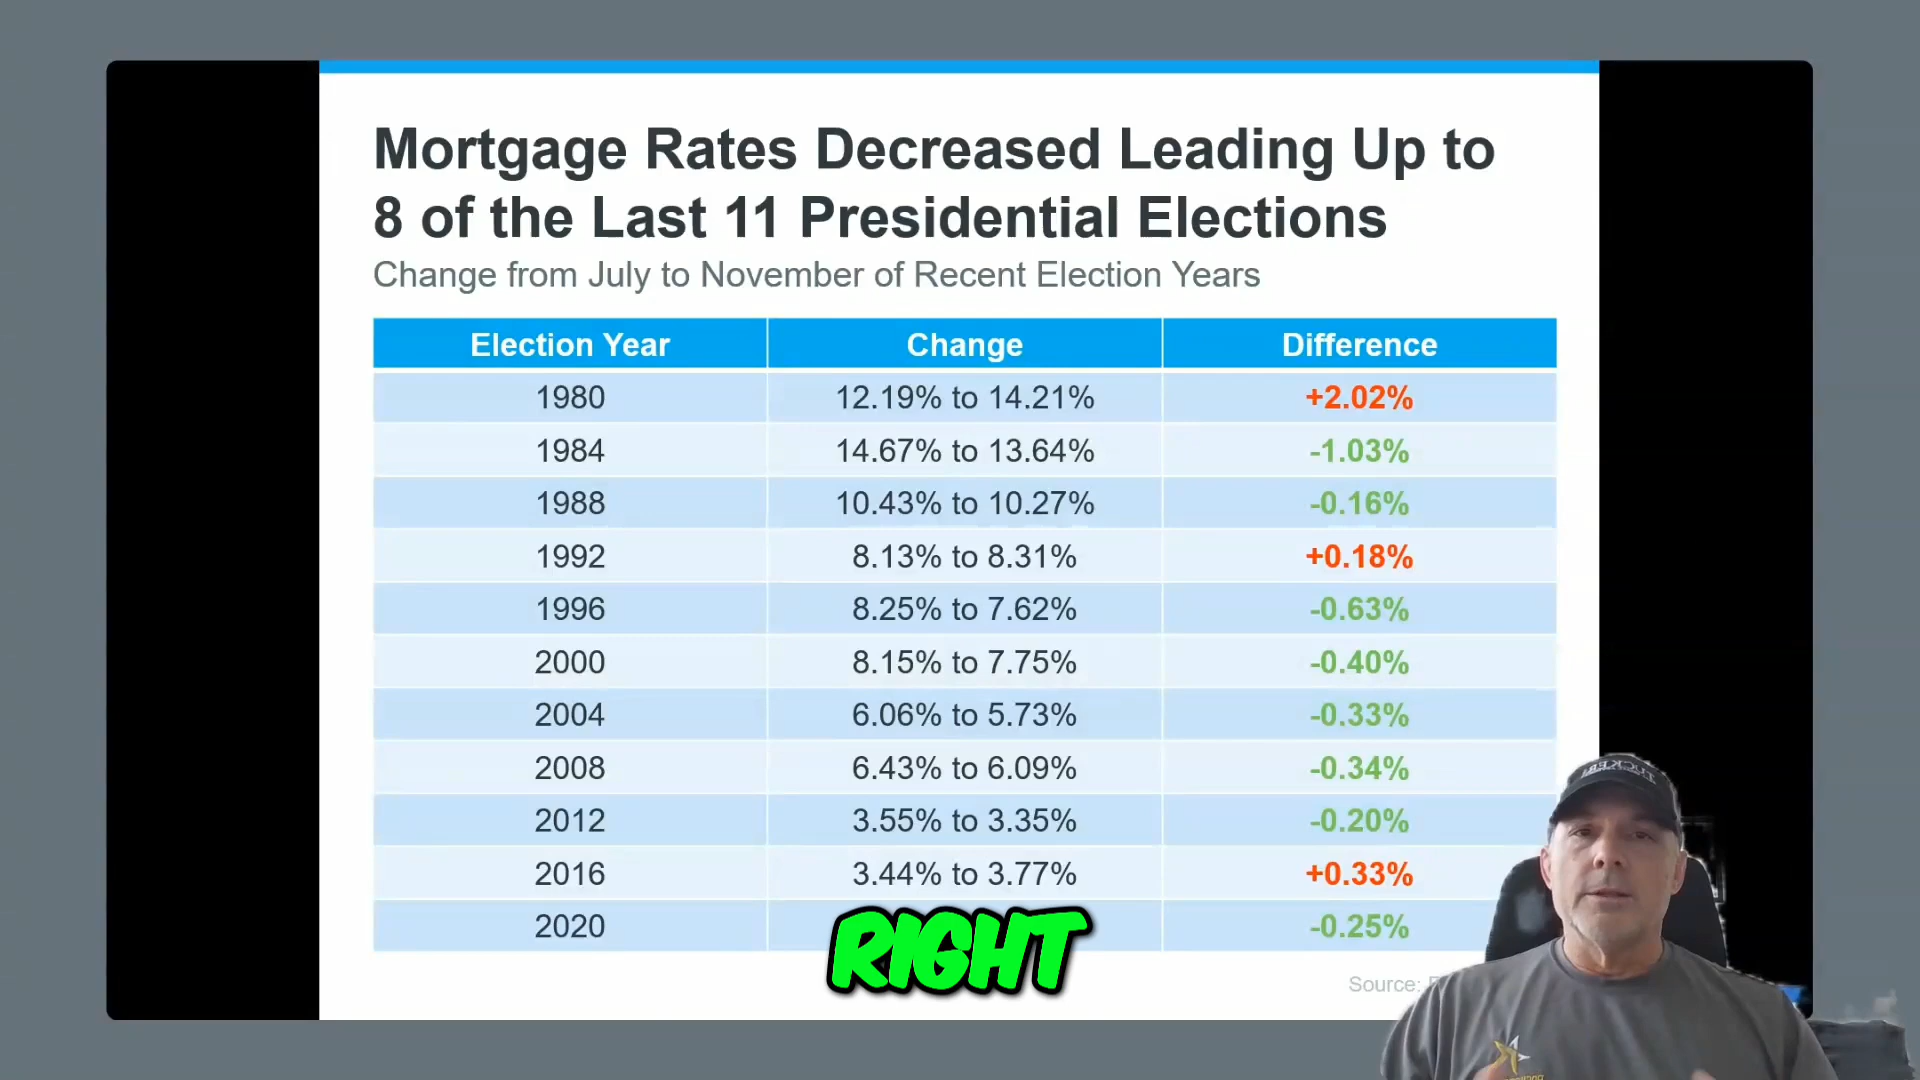 Mortgage Rates Decreased Leading Up to
8 of the Last 11 Presidential Elections
Change from July to November of Recent Election Years
Election Year Change Difference
1980 12.19% to 14.21% +2.02%
1984 14.67% to 13.64% -1.03%
1988 10.43% to 10.27% -0.16%
1992 8.13% to 8.31% +0.18%
1996 8.25% to 7.62% -0.63%
2000 8.15% to 7.75% -0.40%
2004 6.06% to 5.73% -0.33%
2008 6.43% to 6.09% -0.34%
2012 3.55% to 3.35% -0.20%
2016 3.44% to 3.77% +0.33%
2020 -0.25%
RIGHT
Source: